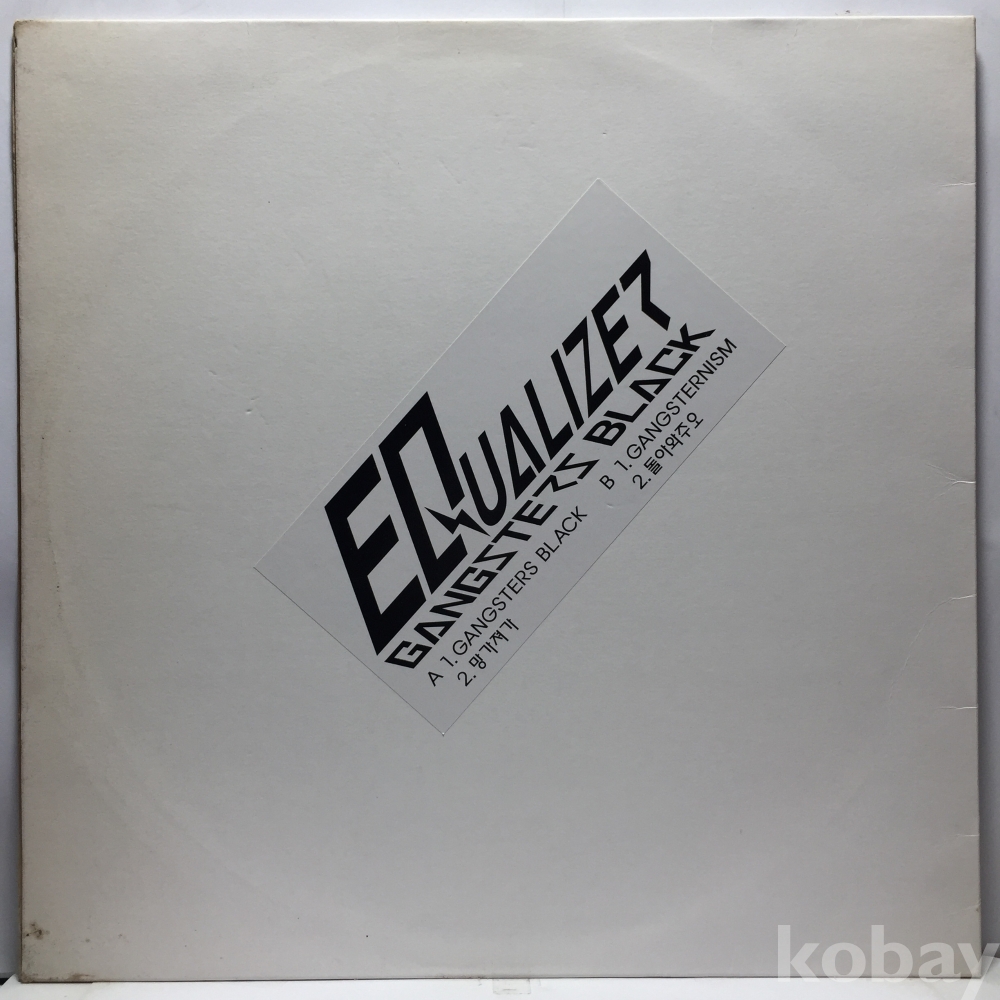 EQUALIZER
GANGSTERS BLACK
A 1. GANGSTERS BLACK
2. 망가져가
B 1. GANGSTERNISM
2. 돌아와주오
kobay